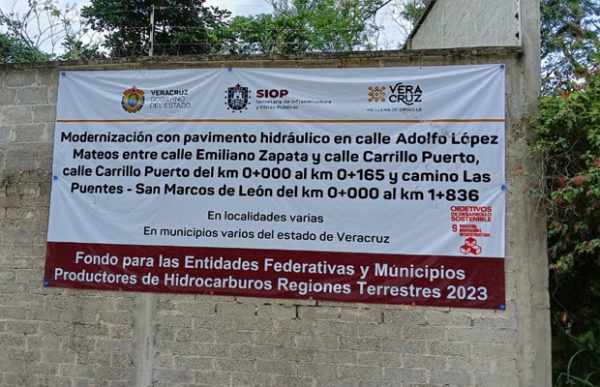 VERACRUZ
GOBIERNO
DEL ESTADO
SIOP
Secretaría de Infraestructura
y Obras Públicas
VERA
CRUZ
ME LLENA DE ORGULLO
Modernización con pavimento hidráulico en calle Adolfo López
Mateos entre calle Emiliano Zapata y calle Carrillo Puerto,
calle Carrillo Puerto del km 0+000 al km 0+165 y camino Las
Puentes - San Marcos de León del km 0+000 al km 1+836
En localidades varias
En municipios varios del estado de Veracruz
OBJETIVOS
DE DESARROLLO
SOSTENIBLE
9 INDUSTRIA,
INNOVACIÓN E
INFRAESTRUCTURA
Fondo para las Entidades Federativas y Múnicipios
Productores de Hidrocarburos Regiones Terrestres 2023